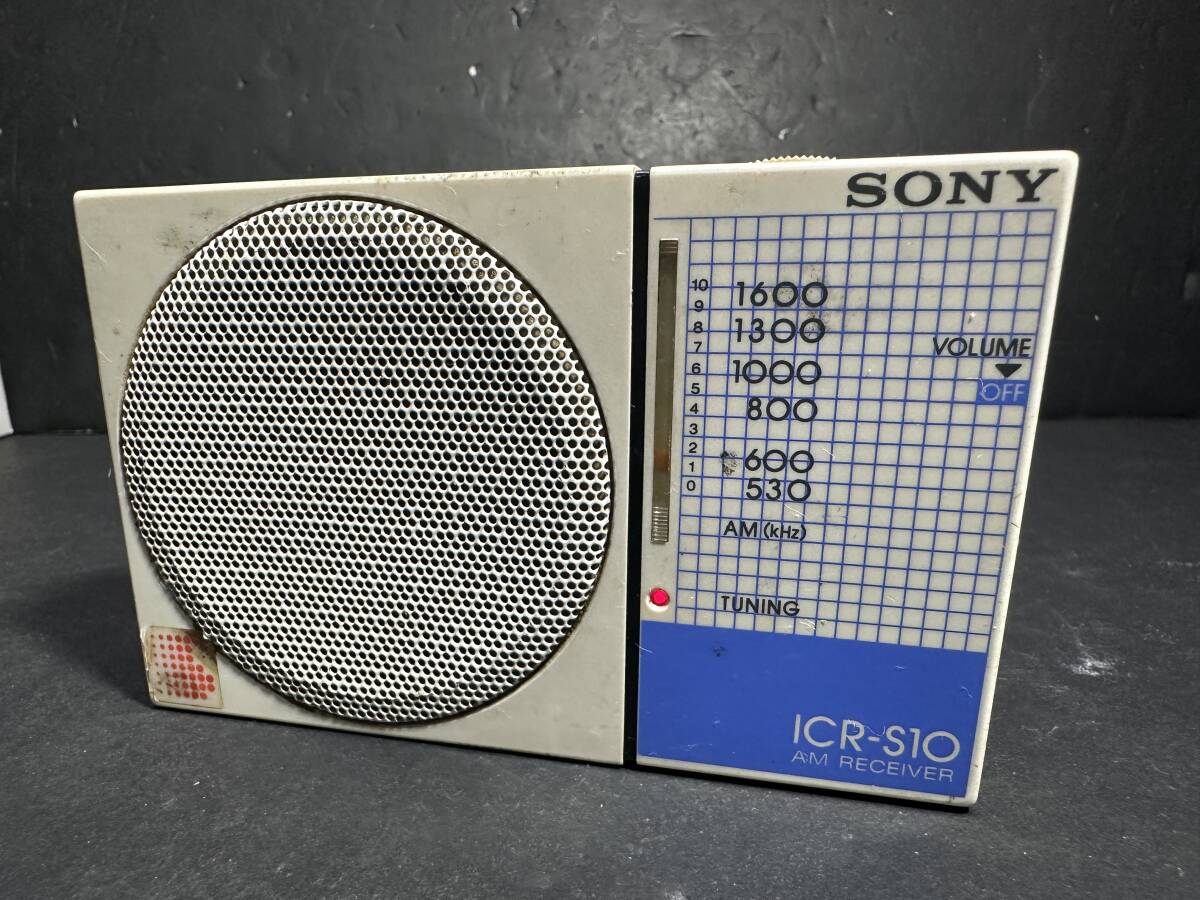 SONY
10
9
8
7
6
5
4
3
2
1
0
1600
1300
1000
800
600
530
AM (kHz)
VOLUME
OFF
TUNING
ICR-S10
AM RECEIVER